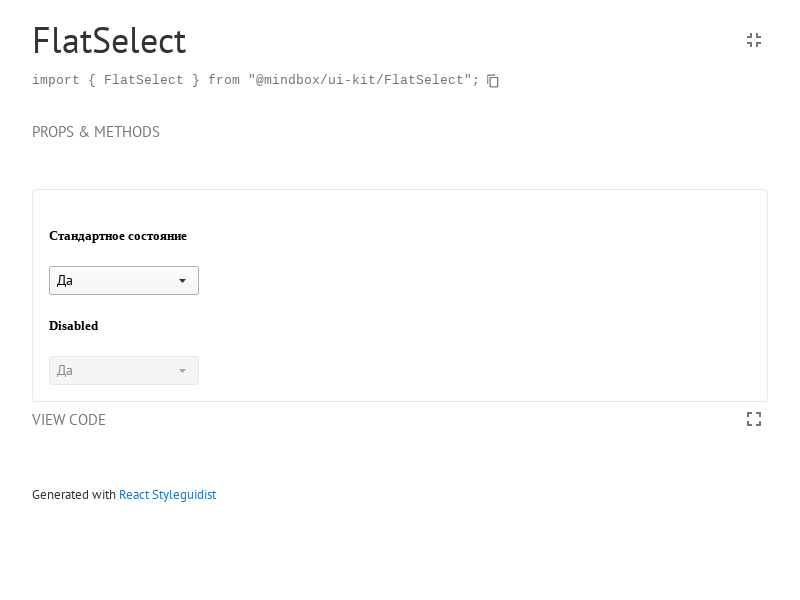 FlatSelect
import { FlatSelect } from "@mindbox/ui-kit/FlatSelect";
PROPS & METHODS
Стандартное состояние
Да
Disabled
Да
VIEW CODE
Generated with React Styleguidist